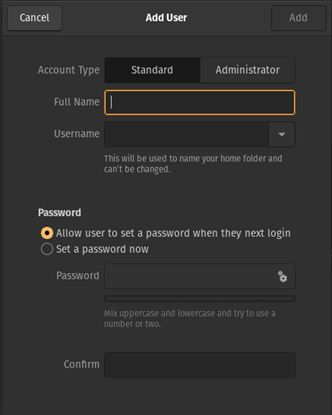 Cancel Add User Add
Account Type Standard Administrator
Full Name
Username
This will be used to name your home folder and
can't be changed.
Password
Allow user to set a password when they next login
Set a password now
Password
Mix uppercase and lowercase and try to use a
number or two.
Confirm